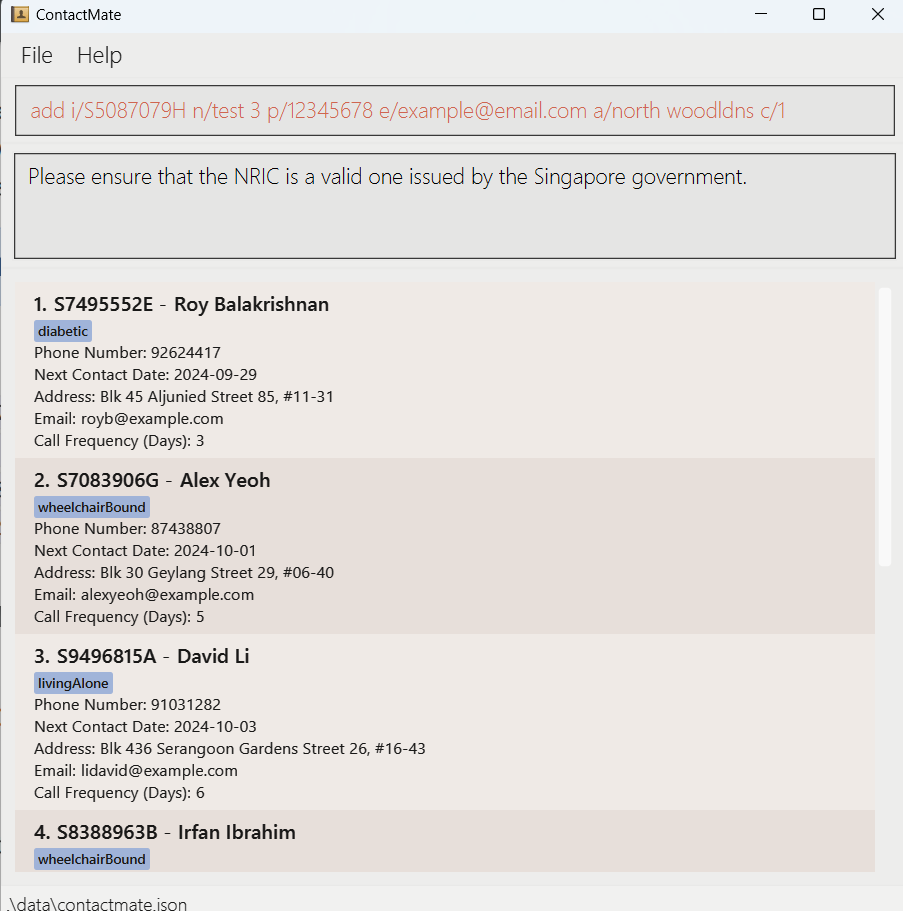 ContactMate
File Help
add i/S5087079H n/test 3 p/12345678 e/example@email.com a/north woodldns c/1
Please ensure that the NRIC is a valid one issued by the Singapore government.
1. S7495552E - Roy Balakrishnan
diabetic
Phone Number: 92624417
Next Contact Date: 2024-09-29
Address: Blk 45 Aljunied Street 85, #11-31
Email: royb@example.com
Call Frequency (Days): 3
2. S7083906G - Alex Yeoh
wheelchairBound
Phone Number: 87438807
Next Contact Date: 2024-10-01
Address: Blk 30 Geylang Street 29, #06-40
Email: alexyeoh@example.com
Call Frequency (Days): 5
3. S9496815A - David Li
livingAlone
Phone Number: 91031282
Next Contact Date: 2024-10-03
Address: Blk 436 Serangoon Gardens Street 26, #16-43
Email: lidavid@example.com
Call Frequency (Days): 6
4. S8388963B - Irfan Ibrahim
wheelchairBound
.\data\contactmate.json